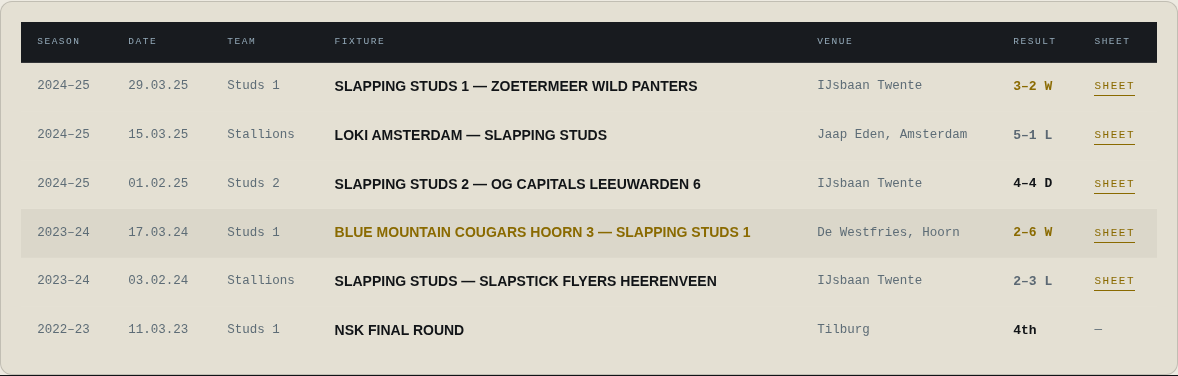 SEASON DATE TEAM FIXTURE VENUE RESULT SHEET
2024–25 29.03.25 Studs 1 SLAPPING STUDS 1 — ZOETERMEER WILD PANTERS IJsbaan Twente 3–2 W SHEET
2024–25 15.03.25 Stallions LOKI AMSTERDAM — SLAPPING STUDS Jaap Eden, Amsterdam 5–1 L SHEET
2024–25 01.02.25 Studs 2 SLAPPING STUDS 2 — OG CAPITALS LEEUWARDEN 6 IJsbaan Twente 4–4 D SHEET
2023–24 17.03.24 Studs 1 BLUE MOUNTAIN COUGARS HOORN 3 — SLAPPING STUDS 1 De Westfries, Hoorn 2–6 W SHEET
2023–24 03.02.24 Stallions SLAPPING STUDS — SLAPSTICK FLYERS HEERENVEEN IJsbaan Twente 2–3 L SHEET
2022–23 11.03.23 Studs 1 NSK FINAL ROUND Tilburg 4th —